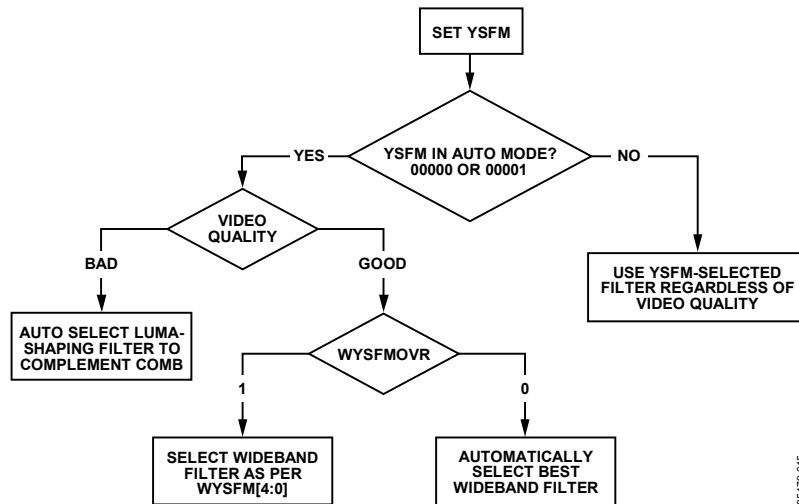 SET YSFM
YSFM IN AUTO MODE?
00000 OR 00001
YES
NO
VIDEO
QUALITY
BAD
GOOD
USE YSFM-SELECTED
FILTER REGARDLESS OF
VIDEO QUALITY
AUTO SELECT LUMA-
SHAPING FILTER TO
COMPLEMENT COMB
WYSFMOVR
1
0
SELECT WIDEBAND
FILTER AS PER
WYSFM[4:0]
AUTOMATICALLY
SELECT BEST
WIDEBAND FILTER